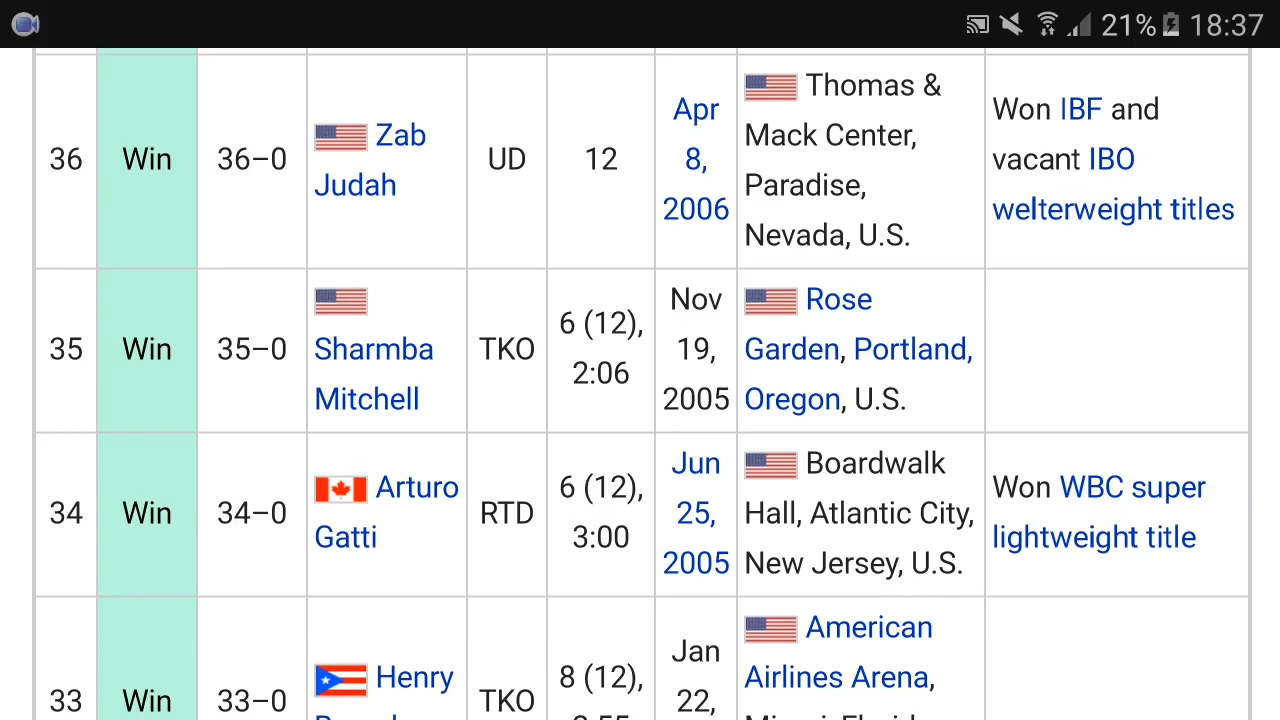 21% 18:37
36 Win 36–0 Zab Judah UD 12 Apr 8, 2006 Thomas & Mack Center, Paradise, Nevada, U.S. Won IBF and vacant IBO welterweight titles
35 Win 35–0 Sharmba Mitchell TKO 6 (12), 2:06 Nov 19, 2005 Rose Garden, Portland, Oregon, U.S.
34 Win 34–0 Arturo Gatti RTD 6 (12), 3:00 Jun 25, 2005 Boardwalk Hall, Atlantic City, New Jersey, U.S. Won WBC super lightweight title
33 Win 33–0 Henry TKO 8 (12), Jan 22, American Airlines Arena,